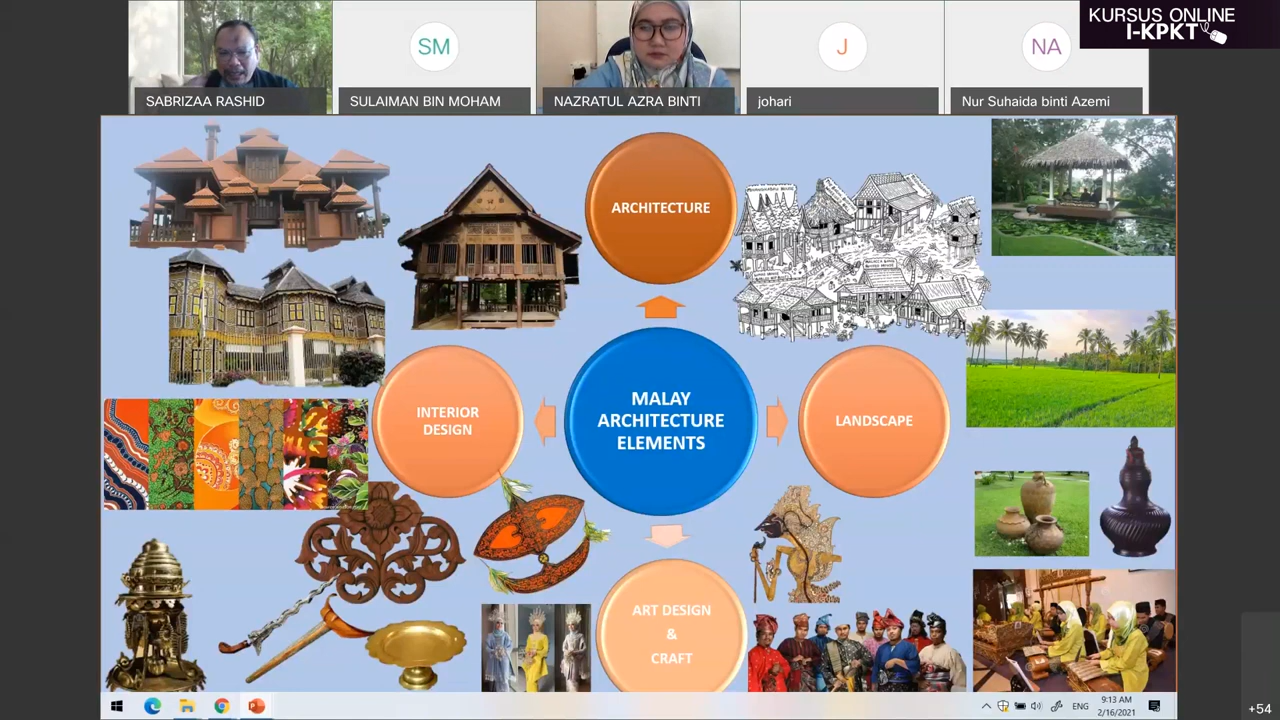 KURSUS ONLINE
I-KPKT
SM
J
NA
SABRIZAA RASHID
SULAIMAN BIN MOHAM
NAZRATUL AZRA BINTI
johari
Nur Suhaida binti Azemi
ARCHITECTURE
INTERIOR
DESIGN
MALAY
ARCHITECTURE
ELEMENTS
LANDSCAPE
ART DESIGN
&
CRAFT
ENG
9:13 AM
2/16/2021
+54